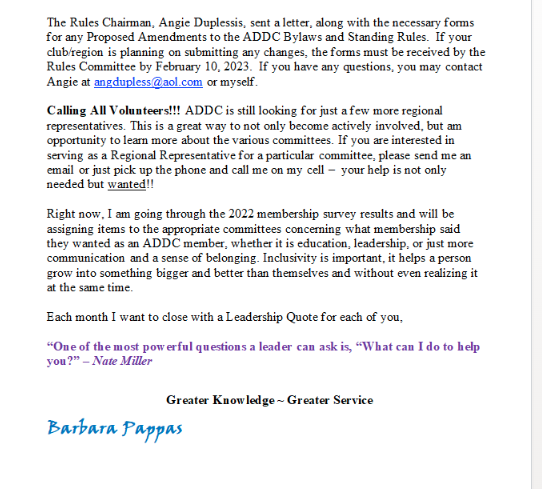 The Rules Chairman, Angie Duplessis, sent a letter, along with the necessary forms
for any Proposed Amendments to the ADDC Bylaws and Standing Rules.  If your
club/region is planning on submitting any changes, the forms must be received by the
Rules Committee by February 10, 2023.  If you have any questions, you may contact
Angie at angdupless@aol.com or myself.
Calling All Volunteers!!! ADDC is still looking for just a few more regional
representatives. This is a great way to not only become actively involved, but am
opportunity to learn more about the various committees. If you are interested in
serving as a Regional Representative for a particular committee, please send me an
email or just pick up the phone and call me on my cell – your help is not only
needed but wanted!!
Right now, I am going through the 2022 membership survey results and will be
assigning items to the appropriate committees concerning what membership said
they wanted as an ADDC member, whether it is education, leadership, or just more
communication and a sense of belonging. Inclusivity is important, it helps a person
grow into something bigger and better than themselves and without even realizing it
at the same time.
Each month I want to close with a Leadership Quote for each of you,
“One of the most powerful questions a leader can ask is, “What can I do to help
you?” – Nate Miller
Greater Knowledge ~ Greater Service
Barbara Pappas